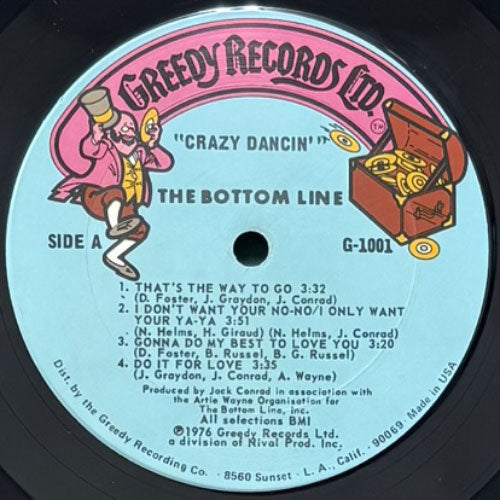 GREEDY RECORDS LTD.
TM
"CRAZY DANCIN'"
THE BOTTOM LINE
SIDE A
G-1001
1. THAT'S THE WAY TO GO 3:32
(D. Foster, J. Graydon, J. Conrad)
2. I DON'T WANT YOUR NO-NO/I ONLY WANT
YOUR YA-YA 3:51
(N. Helms, H. Giraud) (N. Helms, J. Conrad)
3. GONNA DO MY BEST TO LOVE YOU 3:20
(D. Foster, B. Russel, B. G. Russel)
4. DO IT FOR LOVE 3:35
(J. Graydon, J. Conrad, A. Wayne)
Produced by Jack Conrad in association with
the Artie Wayne Organisation for
The Bottom Line, inc.
All selections BMI
℗1976 Greedy Records Ltd.
a division of Nival Prod. Inc.
Dist. by the Greedy Recording Co. - 8560 Sunset - L. A., Calif. - 90069. Made in USA